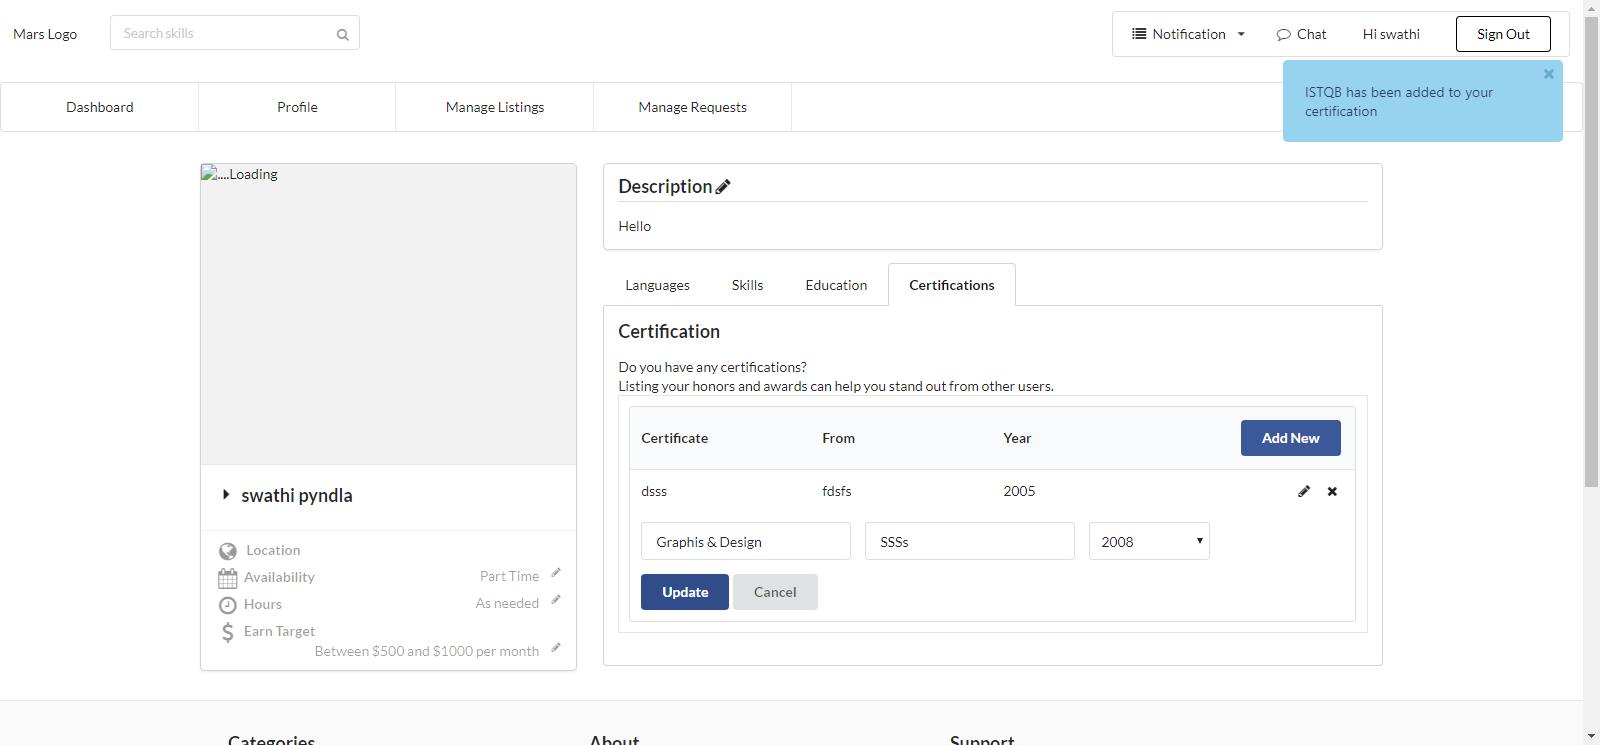 Mars Logo
Search skills
Notification
Chat
Hi swathi
Sign Out
ISTQB has been added to your
certification
Dashboard
Profile
Manage Listings
Manage Requests
....Loading
swathi pyndla
Location
Availability
Part Time
Hours
As needed
Earn Target
Between $500 and $1000 per month
Description
Hello
Languages
Skills
Education
Certifications
Certification
Do you have any certifications?
Listing your honors and awards can help you stand out from other users.
Certificate
From
Year
Add New
dsss
fdsfs
2005
Graphis & Design
SSSs
2008
Update
Cancel
Categories
About
Support